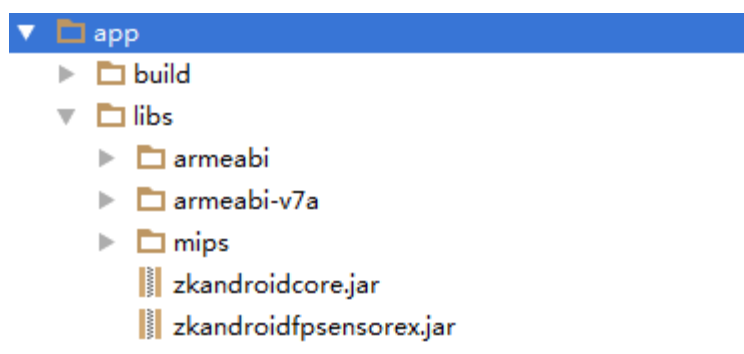 app
build
libs
armeabi
armeabi-v7a
mips
zkandroidcore.jar
zkandroidfpsensorex.jar